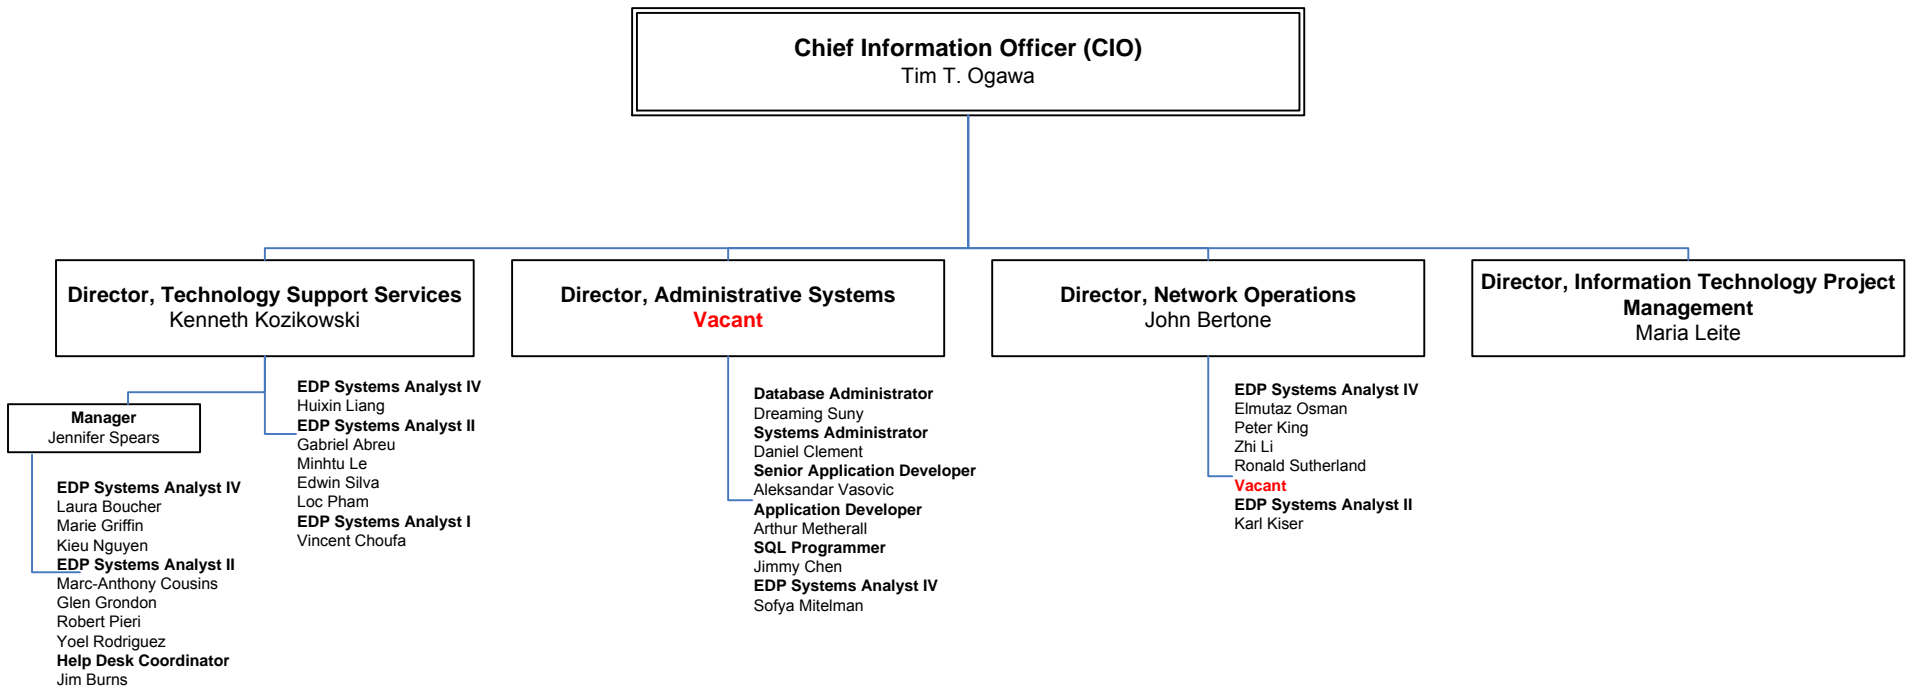 Chief Information Officer (CIO)
Tim T. Ogawa
Director, Technology Support Services
Kenneth Kozikowski
Director, Administrative Systems
Vacant
Director, Network Operations
John Bertone
Director, Information Technology Project
Management
Maria Leite
Manager
Jennifer Spears
EDP Systems Analyst IV
Laura Boucher
Marie Griffin
Kieu Nguyen
EDP Systems Analyst II
Marc-Anthony Cousins
Glen Grondon
Robert Pieri
Yoel Rodriguez
Help Desk Coordinator
Jim Burns
EDP Systems Analyst IV
Huixin Liang
EDP Systems Analyst II
Gabriel Abreu
Minhtu Le
Edwin Silva
Loc Pham
EDP Systems Analyst I
Vincent Choufa
Database Administrator
Dreaming Suny
Systems Administrator
Daniel Clement
Senior Application Developer
Aleksandar Vasovic
Application Developer
Arthur Metherall
SQL Programmer
Jimmy Chen
EDP Systems Analyst IV
Sofya Mitelman
EDP Systems Analyst IV
Elmutaz Osman
Peter King
Zhi Li
Ronald Sutherland
Vacant
EDP Systems Analyst II
Karl Kiser